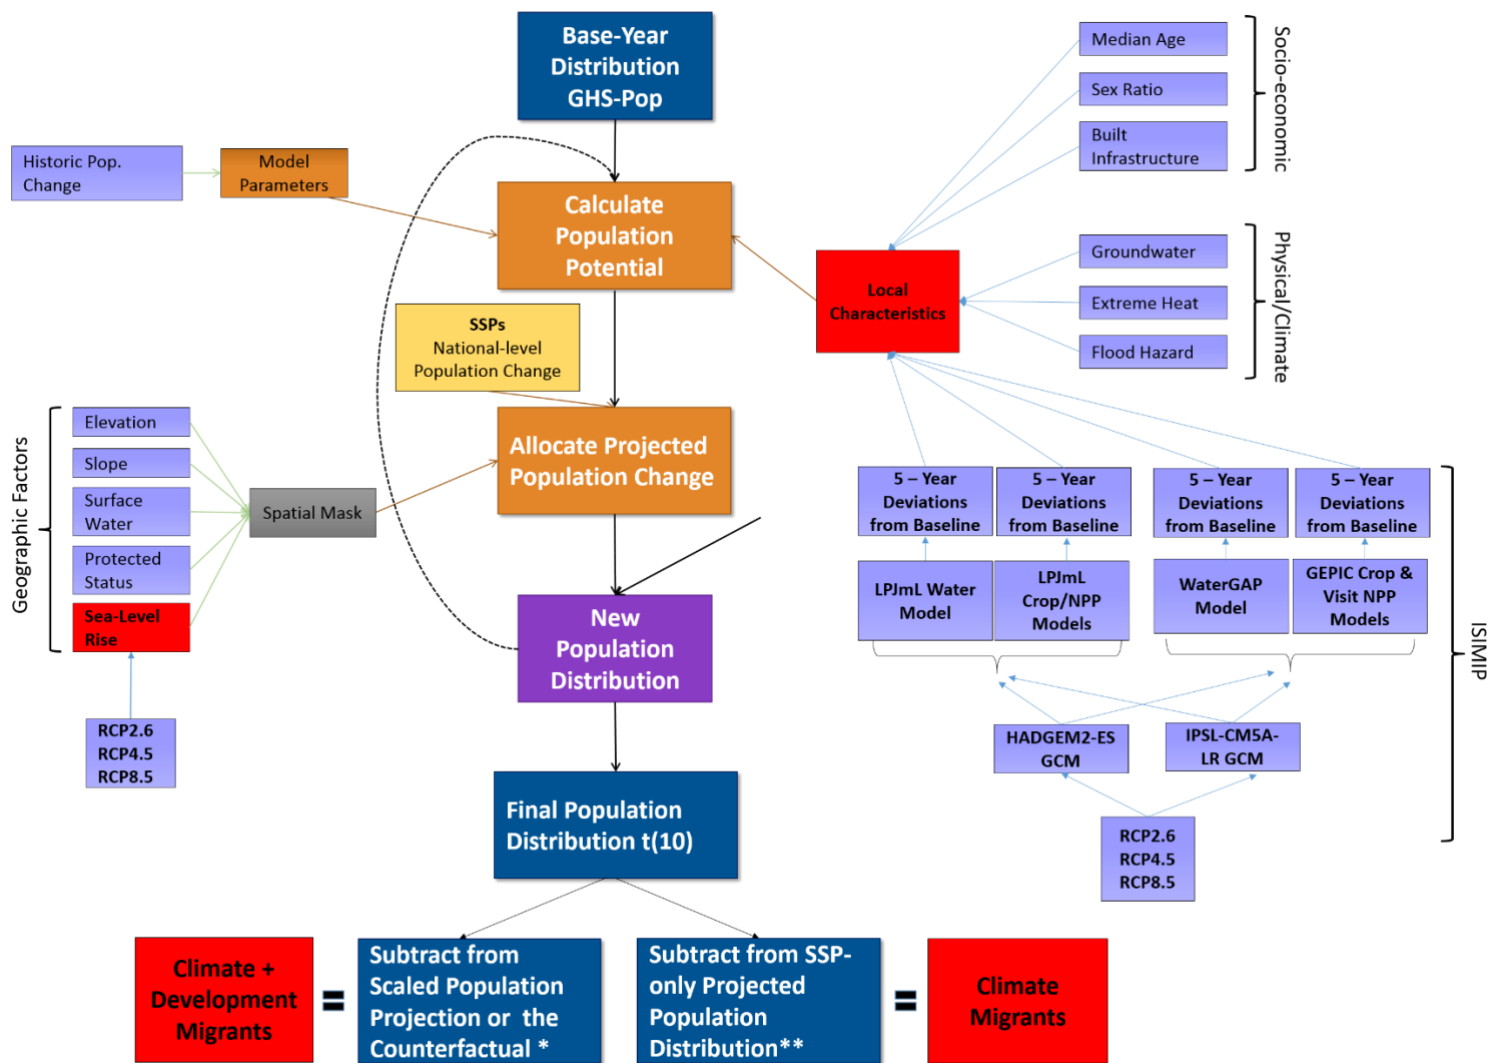 Base-Year
Distribution
GHS-Pop
Median Age
Sex Ratio
Built
Infrastructure
Socio-economic
Historic Pop.
Change
Model
Parameters
Calculate
Population
Potential
Local
Characteristics
Groundwater
Extreme Heat
Flood Hazard
Physical/Climate
SSPs
National-level
Population Change
Geographic Factors
Elevation
Slope
Surface
Water
Protected
Status
Sea-Level
Rise
Spatial Mask
Allocate Projected
Population Change
5 – Year
Deviations
from Baseline
5 – Year
Deviations
from Baseline
5 – Year
Deviations
from Baseline
5 – Year
Deviations
from Baseline
LPJmL Water
Model
LPJmL
Crop/NPP
Models
WaterGAP
Model
GEPIC Crop &
Visit NPP
Models
ISIMIP
New
Population
Distribution
RCP2.6
RCP4.5
RCP8.5
HADGEM2-ES
GCM
IPSL-CM5A-
LR GCM
RCP2.6
RCP4.5
RCP8.5
Final Population
Distribution t(10)
Climate +
Development
Migrants
=
Subtract from
Scaled Population
Projection or the
Counterfactual *
Subtract from SSP-
only Projected
Population
Distribution**
=
Climate
Migrants